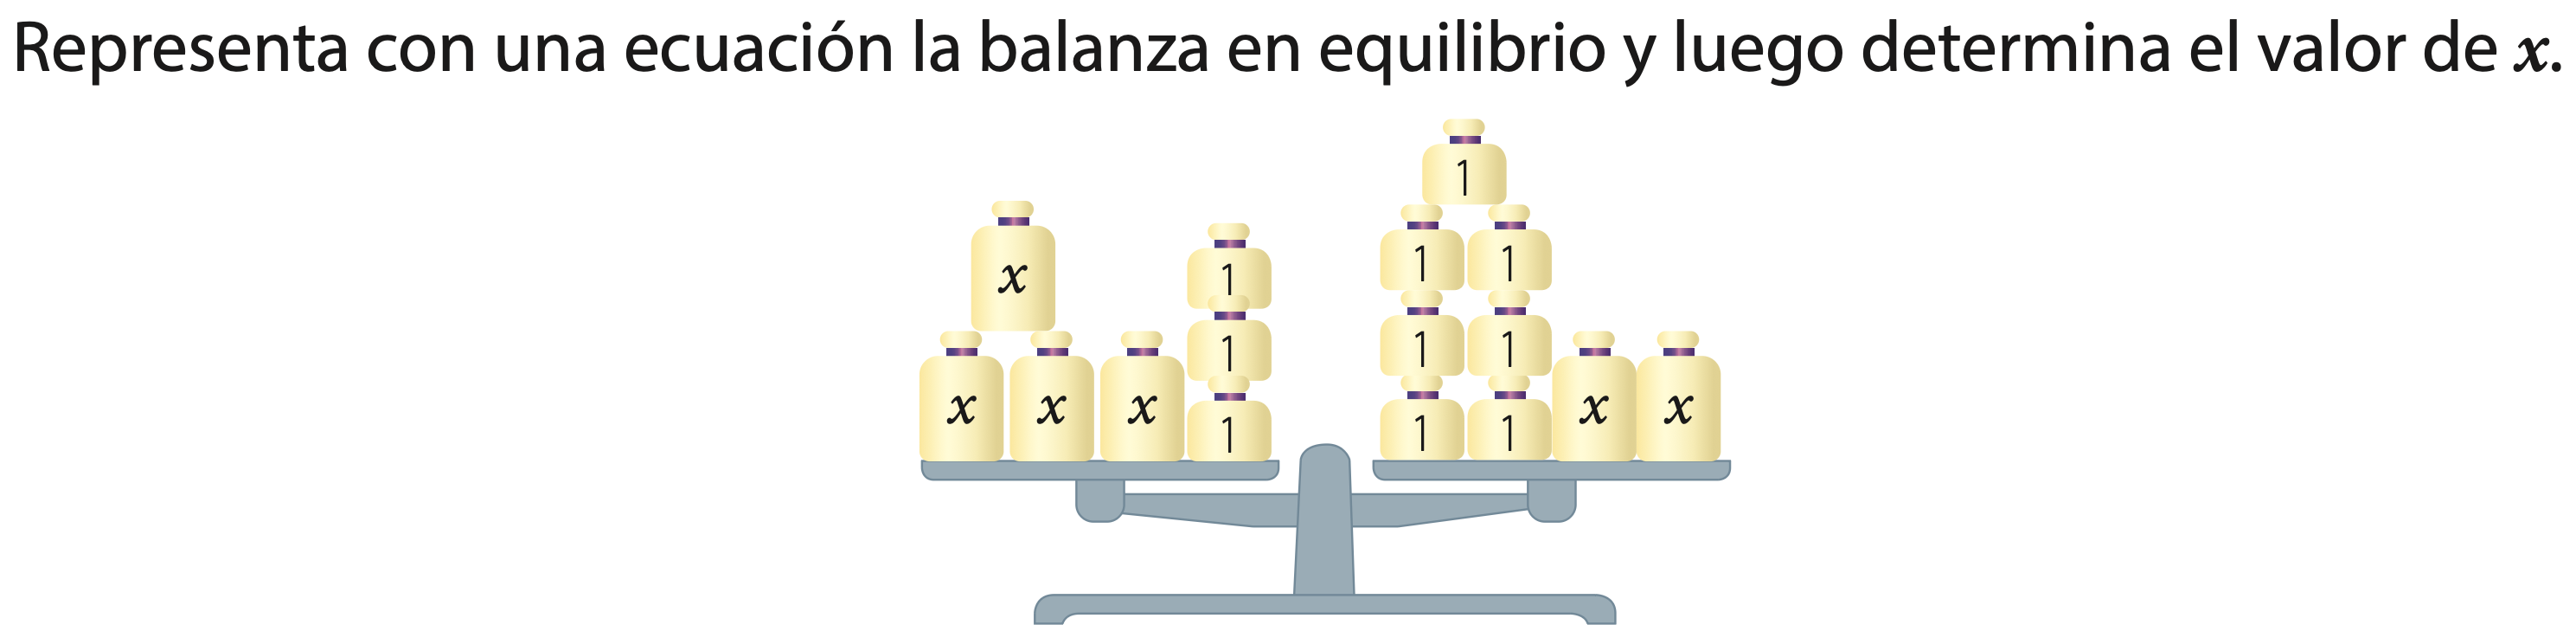 Representa con una ecuación la balanza en equilibrio y luego determina el valor de x.
1
x 1 1 1
1 1 1
x x x 1 1 1 x x